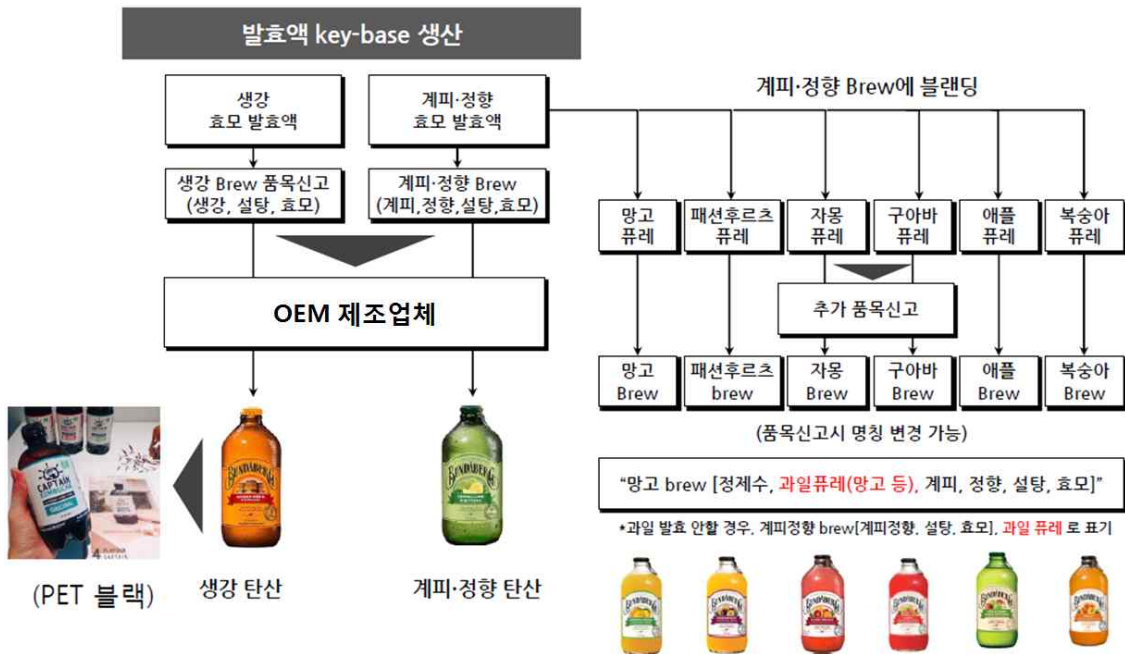 발효액 key-base 생산
생강
효모 발효액
계피·정향
효모 발효액
계피·정향 Brew에 블랜딩
생강 Brew 품목신고
(생강, 설탕, 효모)
계피·정향 Brew
(계피,정향,설탕,효모)
망고
퓨레
패션후르츠
퓨레
자몽
퓨레
구아바
퓨레
애플
퓨레
복숭아
퓨레
OEM 제조업체
추가 품목신고
망고
Brew
패션후르츠
brew
자몽
Brew
구아바
Brew
애플
Brew
복숭아
Brew
(품목신고시 명칭 변경 가능)
“망고 brew [정제수, 과일퓨레(망고 등), 계피, 정향, 설탕, 효모]”
*과일 발효 안할 경우, 계피정향 brew[계피정향, 설탕, 효모], 과일 퓨레 로 표기
CAPTAIN
KOMBUCHA
ORIGINAL
BUNDABERG
BUNDABERG
(PET 블랙)
생강 탄산
계피·정향 탄산